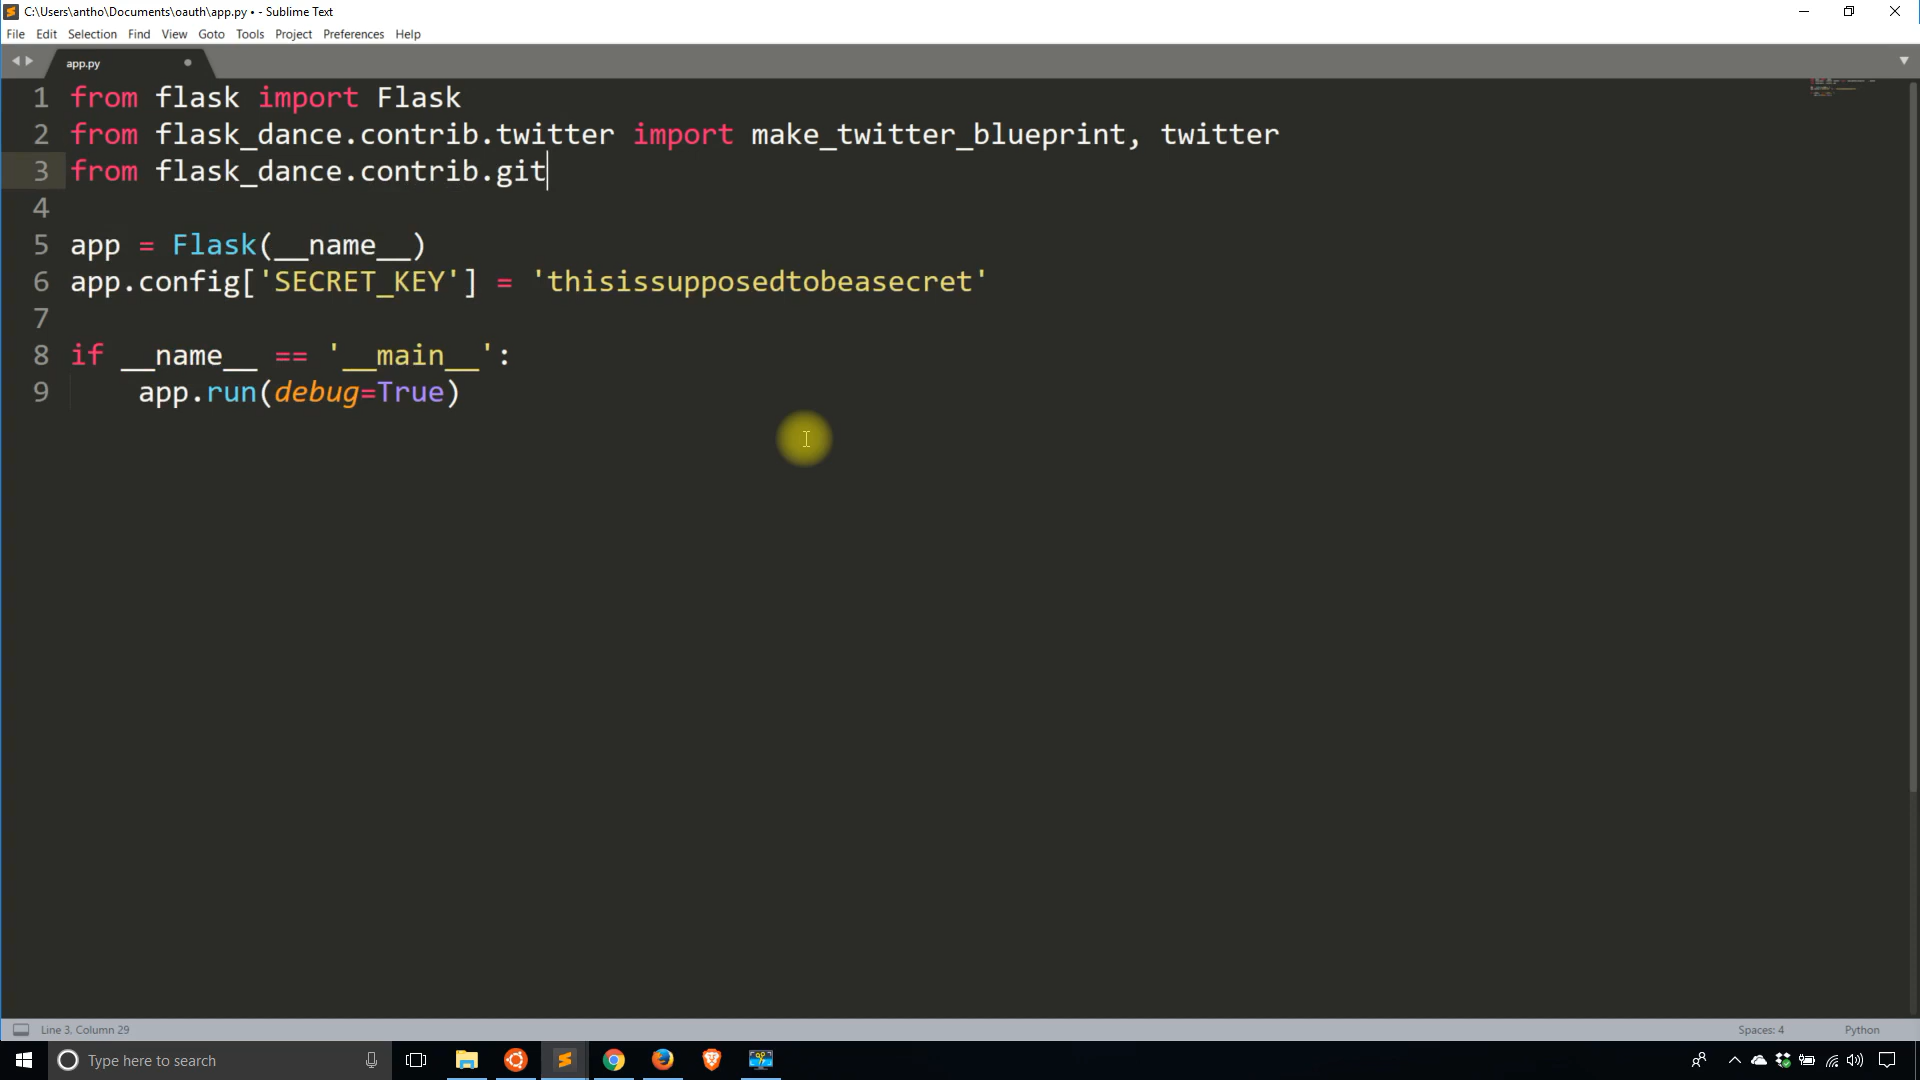 C:\Users\antho\Documents\oauth\app.py • - Sublime Text
File Edit Selection Find View Goto Tools Project Preferences Help
app.py
1 from flask import Flask
2 from flask_dance.contrib.twitter import make_twitter_blueprint, twitter
3 from flask_dance.contrib.git
4
5 app = Flask(__name__)
6 app.config['SECRET_KEY'] = 'thisissupposedtobeasecret'
7
8 if __name__ == '__main__':
9     app.run(debug=True)
Line 3, Column 29 Spaces: 4 Python
Type here to search